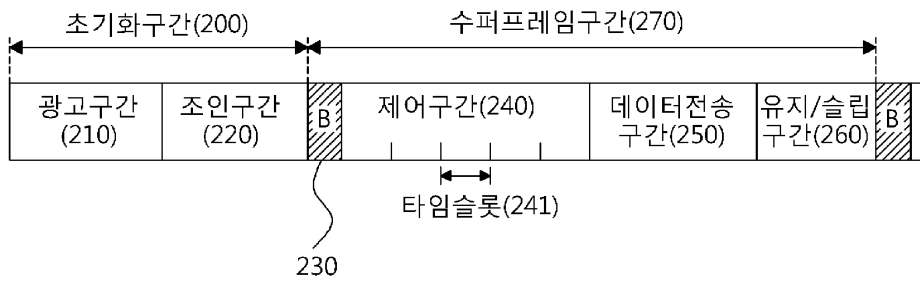 초기화구간(200)
수퍼프레임구간(270)
광고구간
(210)
조인구간
(220)
B
제어구간(240)
데이터전송
구간(250)
유지/슬립
구간(260)
B
타임슬롯(241)
230